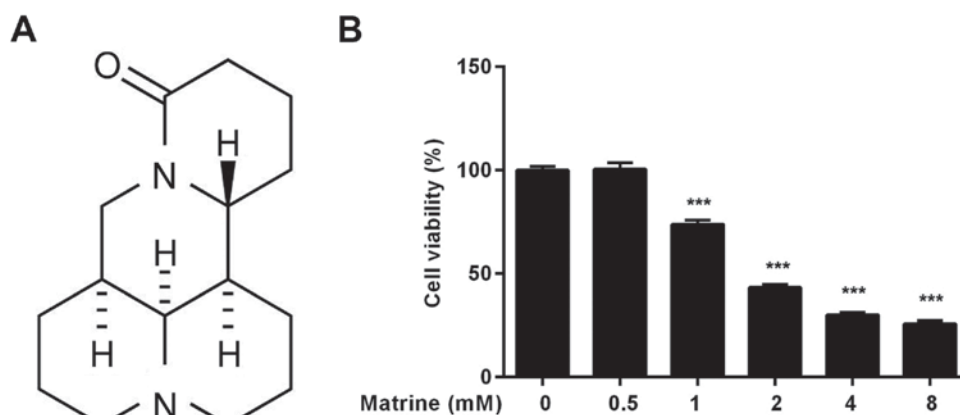 A
O
H
N
H
H
H
N
B
150
100
50
0
Cell viability (%)
***
***
***
***
Matrine (mM) 0 0.5 1 2 4 8